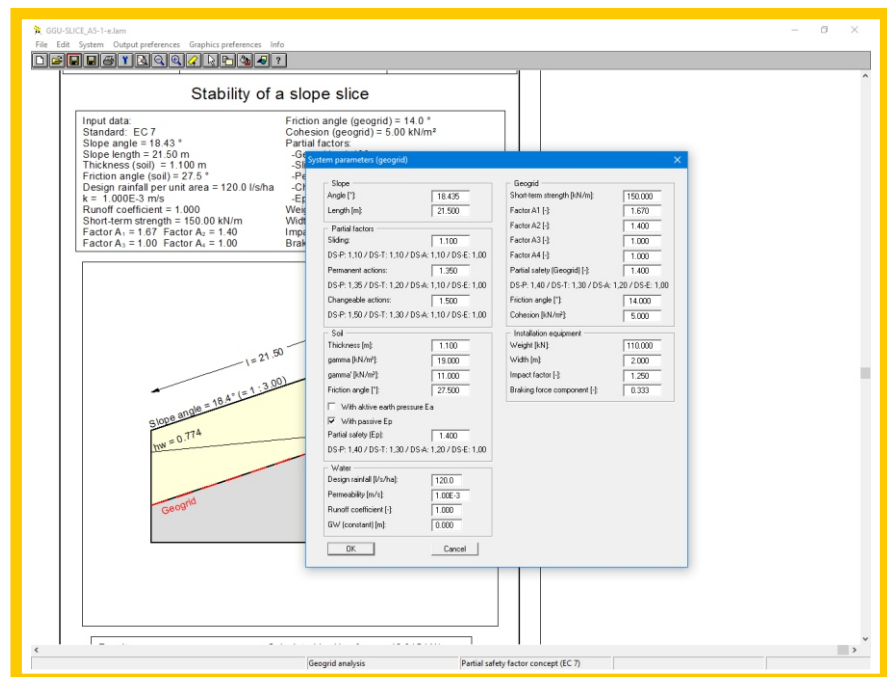 GGU-SLICE_A5-1-e.lam
File Edit System Output preferences Graphics preferences Info
Stability of a slope slice
Input data:
Standard: EC 7
Slope angle = 18.43 °
Slope length = 21.50 m
Thickness (soil) = 1.100 m
Friction angle (soil) = 27.5 °
Design rainfall per unit area = 120.0 l/s/ha
k = 1.000E-3 m/s
Runoff coefficient = 1.000
Short-term strength = 150.00 kN/m
Factor A₁ = 1.67 Factor A₂ = 1.40
Factor A₃ = 1.00 Factor A₄ = 1.00
Friction angle (geogrid) = 14.0 °
Cohesion (geogrid) = 5.00 kN/m²
Partial factors:
-Ge
-Sli
-Pe
-Ch
-Ep
Wei
Widt
Impa
Brak
l = 21.50
Slope angle = 18.4° (= 1 : 3.00)
hw = 0.774
Geogrid
System parameters (geogrid)
Slope
Angle [°]: 18.435
Length [m]: 21.500
Partial factors
Sliding: 1.100
DS-P: 1,10 / DS-T: 1,10 / DS-A: 1,10 / DS-E: 1,00
Permanent actions: 1.350
DS-P: 1,35 / DS-T: 1,20 / DS-A: 1,10 / DS-E: 1,00
Changeable actions: 1.500
DS-P: 1,50 / DS-T: 1,30 / DS-A: 1,10 / DS-E: 1,00
Soil
Thickness [m]: 1.100
gamma [kN/m³]: 19.000
gamma' [kN/m³]: 11.000
Friction angle [°]: 27.500
With aktive earth pressure Ea
With passive Ep
Partial safety (Ep): 1.400
DS-P: 1,40 / DS-T: 1,30 / DS-A: 1,20 / DS-E: 1,00
Water
Design rainfall [l/s/ha]: 120.0
Permeability [m/s]: 1.00E-3
Runoff coefficient [-]: 1.000
GW (constant) [m]: 0.000
OK Cancel
Geogrid
Short-term strength [kN/m]: 150.000
Factor A1 [-]: 1.670
Factor A2 [-]: 1.400
Factor A3 [-]: 1.000
Factor A4 [-]: 1.000
Partial safety (Geogrid) [-]: 1.400
DS-P: 1,40 / DS-T: 1,30 / DS-A: 1,20 / DS-E: 1,00
Friction angle [°]: 14.000
Cohesion [kN/m²]: 5.000
Installation equipment
Weight [kN]: 110.000
Width [m]: 2.000
Impact factor [-]: 1.250
Braking force component [-]: 0.333
Geogrid analysis
Partial safety factor concept (EC 7)